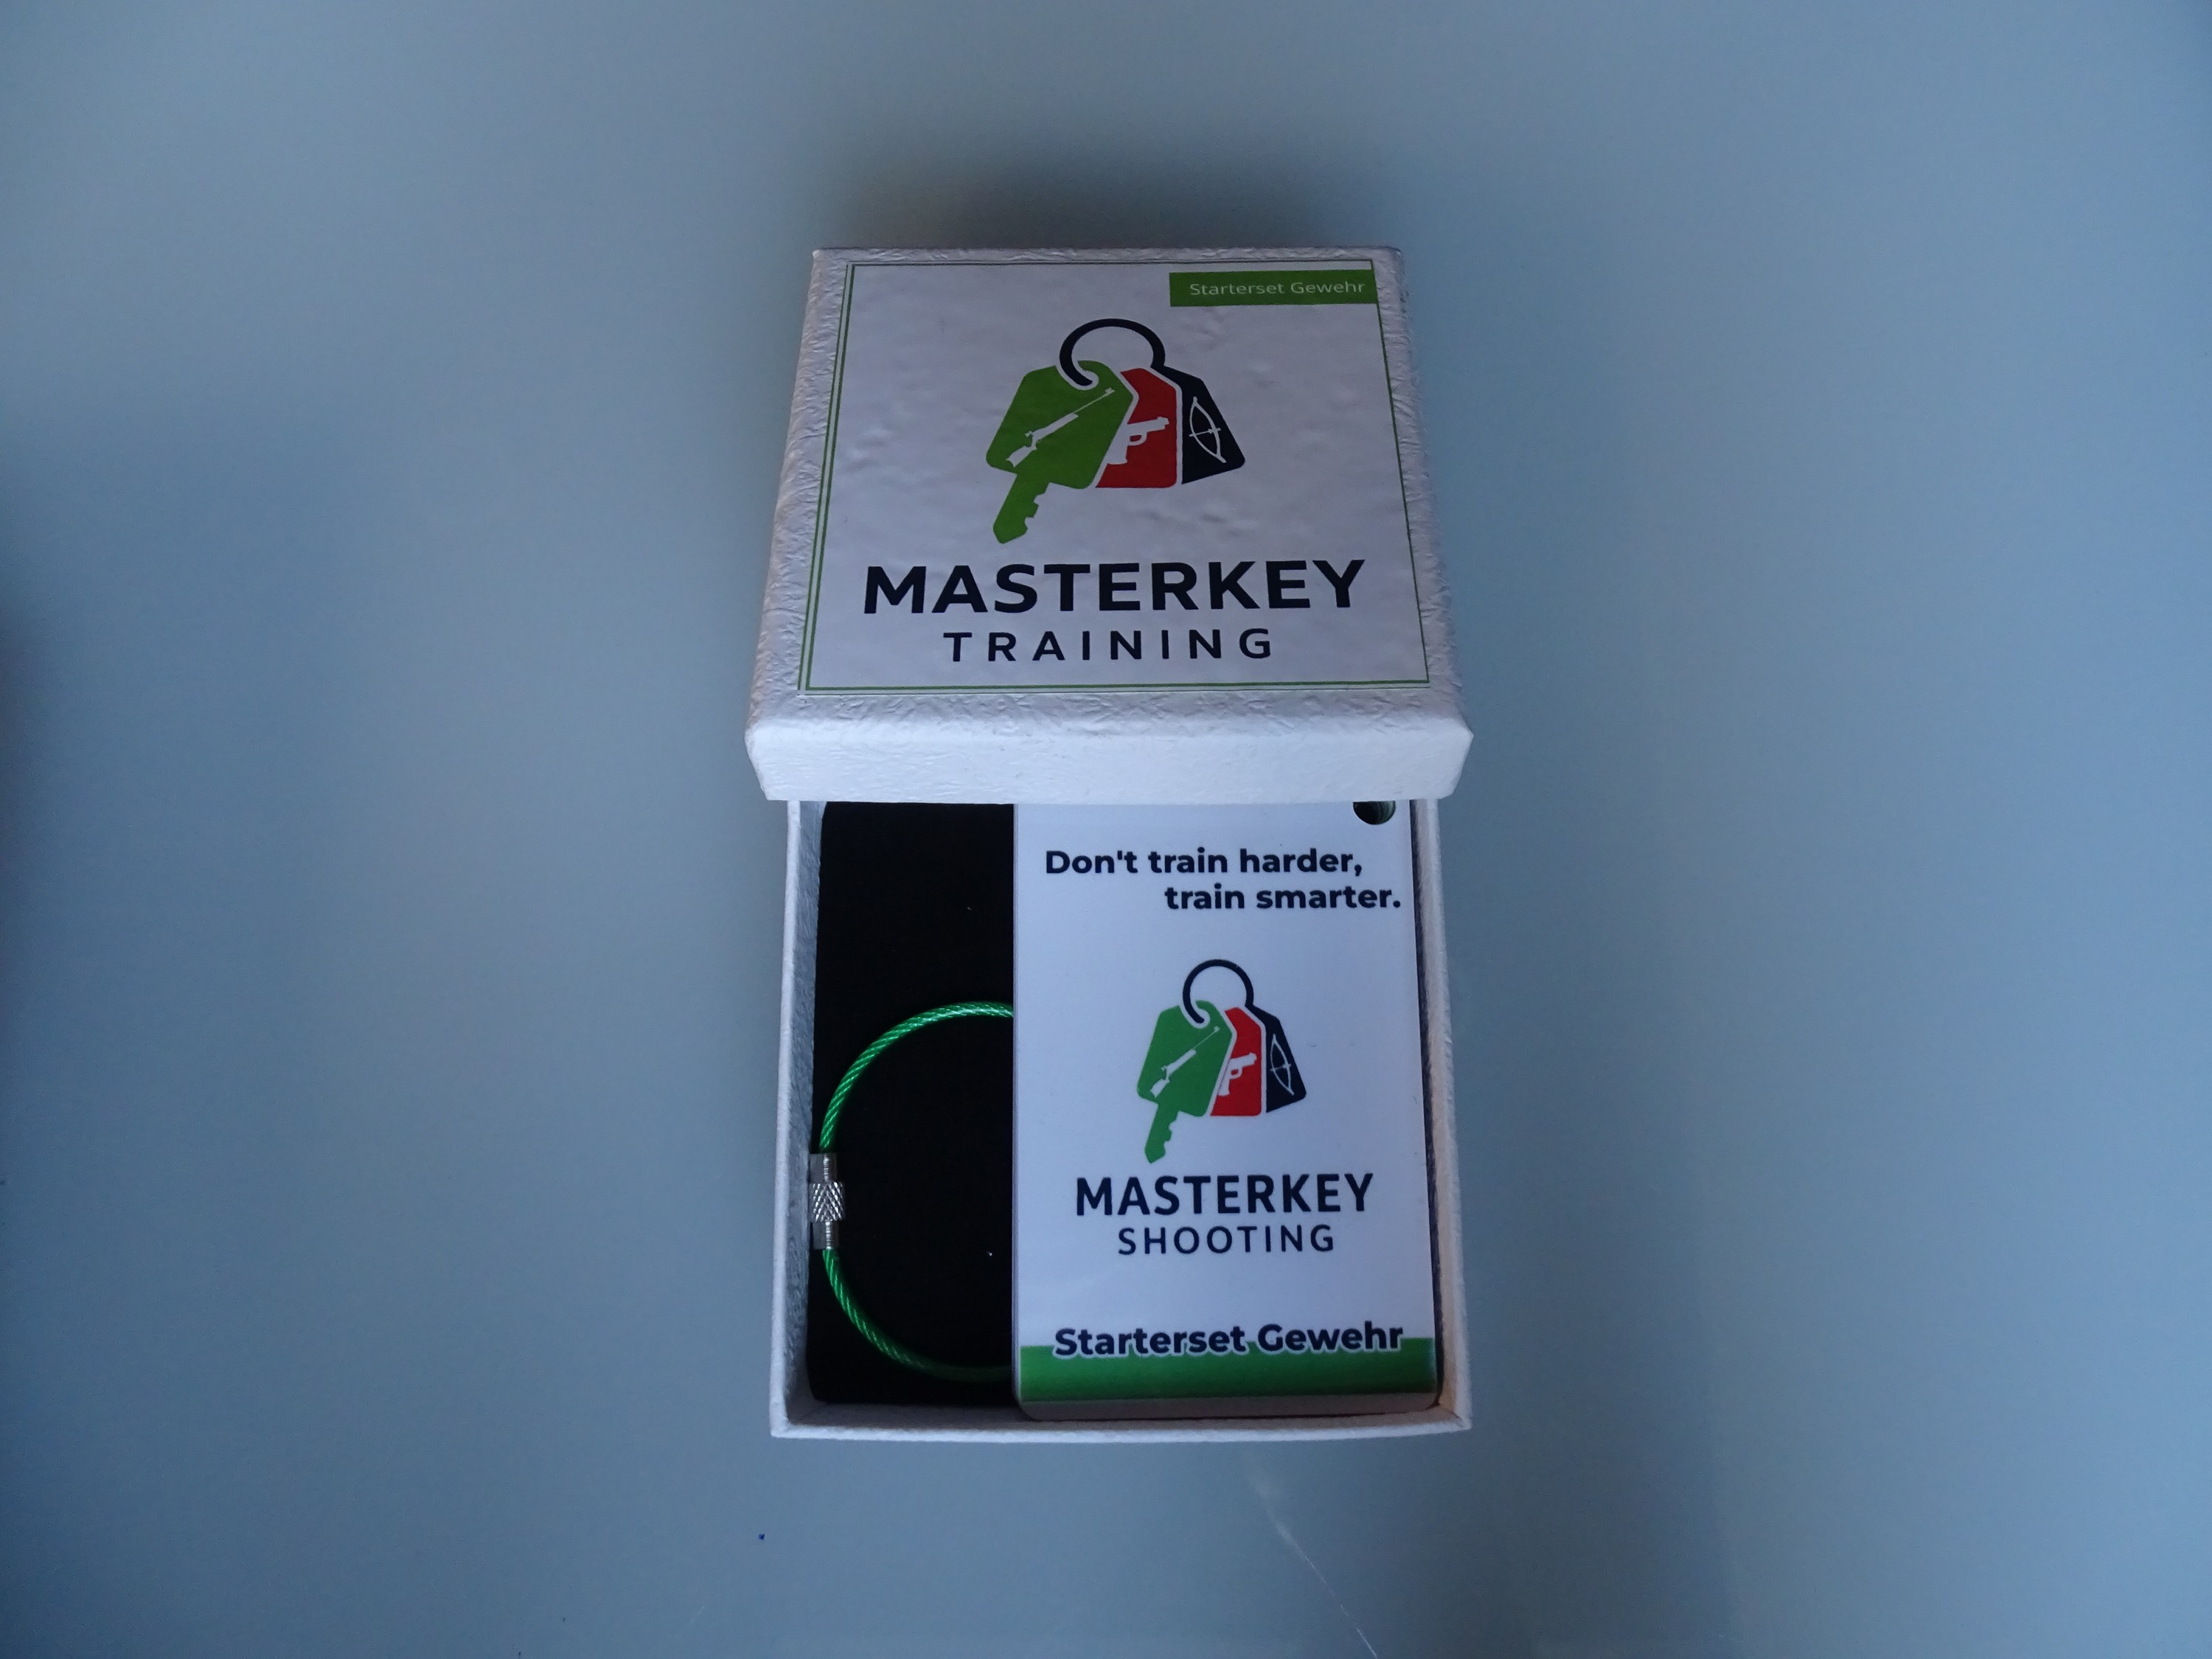 Starterset Gewehr
MASTERKEY
TRAINING
Don't train harder,
train smarter.
MASTERKEY
SHOOTING
Starterset Gewehr